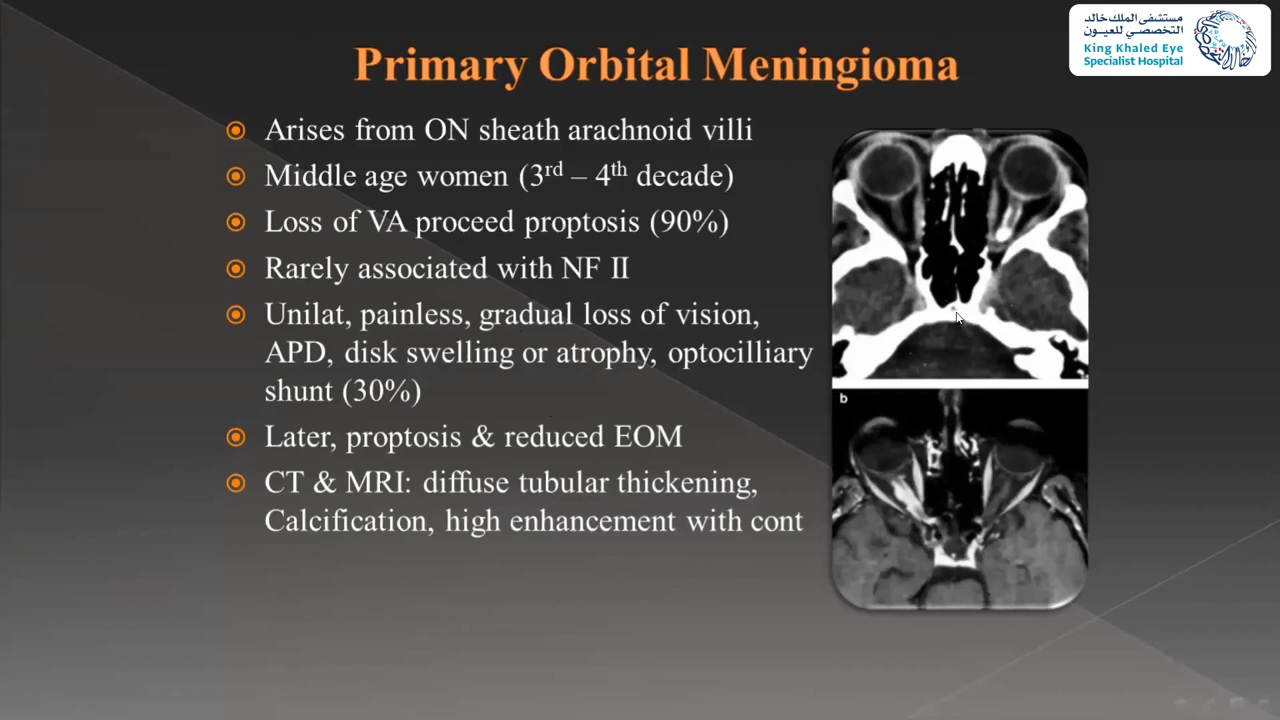 مستشفى الملك خالد
التخصصي للعيون
King Khaled Eye
Specialist Hospital
Primary Orbital Meningioma
Arises from ON sheath arachnoid villi
Middle age women (3rd – 4th decade)
Loss of VA proceed proptosis (90%)
Rarely associated with NF II
Unilat, painless, gradual loss of vision,
APD, disk swelling or atrophy, optocilliary
shunt (30%)
Later, proptosis & reduced EOM
CT & MRI: diffuse tubular thickening,
Calcification, high enhancement with cont
b